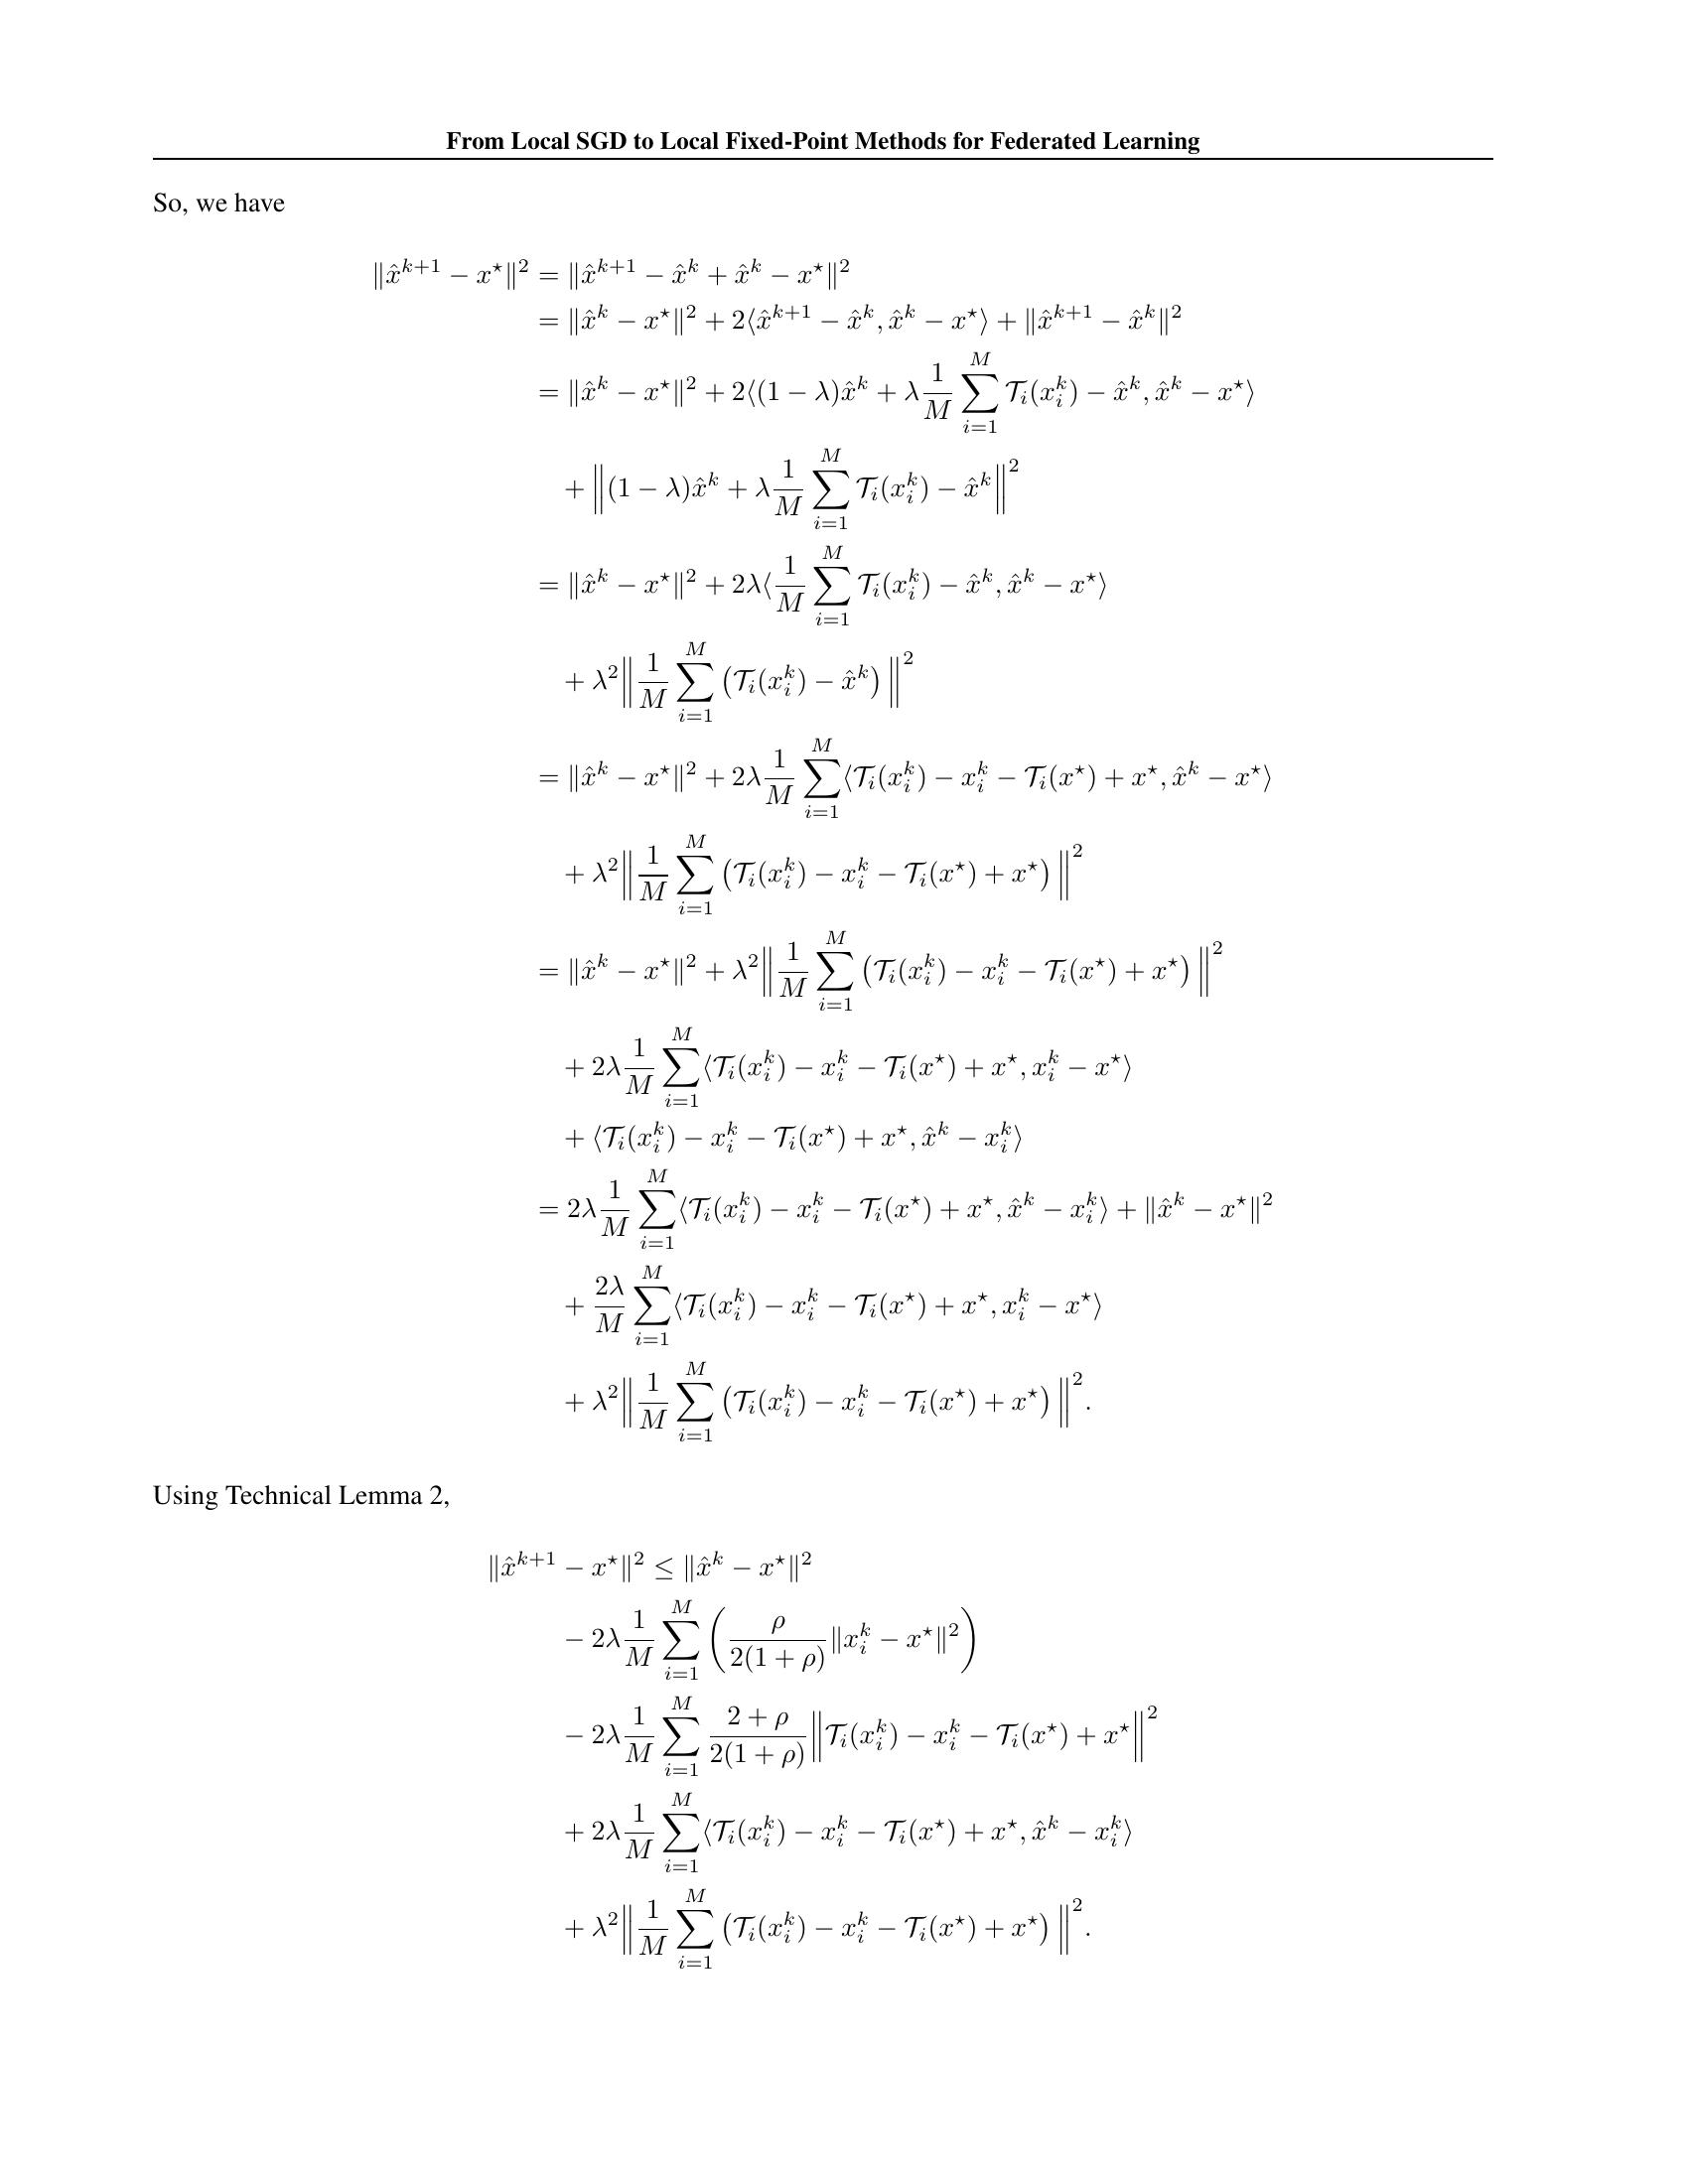 From Local SGD to Local Fixed-Point Methods for Federated Learning
So, we have
$\|\hat{x}^{k+1} - x^\star\|^2 = \|\hat{x}^{k+1} - \hat{x}^k + \hat{x}^k - x^\star\|^2$
$= \|\hat{x}^k - x^\star\|^2 + 2\langle \hat{x}^{k+1} - \hat{x}^k, \hat{x}^k - x^\star\rangle + \|\hat{x}^{k+1} - \hat{x}^k\|^2$
$= \|\hat{x}^k - x^\star\|^2 + 2\langle (1-\lambda)\hat{x}^k + \lambda \frac{1}{M}\sum_{i=1}^M \mathcal{T}_i(x_i^k) - \hat{x}^k, \hat{x}^k - x^\star\rangle$
$+ \left\|(1-\lambda)\hat{x}^k + \lambda \frac{1}{M}\sum_{i=1}^M \mathcal{T}_i(x_i^k) - \hat{x}^k\right\|^2$
$= \|\hat{x}^k - x^\star\|^2 + 2\lambda\langle \frac{1}{M}\sum_{i=1}^M \mathcal{T}_i(x_i^k) - \hat{x}^k, \hat{x}^k - x^\star\rangle$
$+ \lambda^2\left\|\frac{1}{M}\sum_{i=1}^M \left(\mathcal{T}_i(x_i^k) - \hat{x}^k\right)\right\|^2$
$= \|\hat{x}^k - x^\star\|^2 + 2\lambda\frac{1}{M}\sum_{i=1}^M \langle \mathcal{T}_i(x_i^k) - x_i^k - \mathcal{T}_i(x^\star) + x^\star, \hat{x}^k - x^\star\rangle$
$+ \lambda^2\left\|\frac{1}{M}\sum_{i=1}^M \left(\mathcal{T}_i(x_i^k) - x_i^k - \mathcal{T}_i(x^\star) + x^\star\right)\right\|^2$
$= \|\hat{x}^k - x^\star\|^2 + \lambda^2\left\|\frac{1}{M}\sum_{i=1}^M \left(\mathcal{T}_i(x_i^k) - x_i^k - \mathcal{T}_i(x^\star) + x^\star\right)\right\|^2$
$+ 2\lambda\frac{1}{M}\sum_{i=1}^M \langle \mathcal{T}_i(x_i^k) - x_i^k - \mathcal{T}_i(x^\star) + x^\star, x_i^k - x^\star\rangle$
$+ \langle \mathcal{T}_i(x_i^k) - x_i^k - \mathcal{T}_i(x^\star) + x^\star, \hat{x}^k - x_i^k\rangle$
$= 2\lambda\frac{1}{M}\sum_{i=1}^M \langle \mathcal{T}_i(x_i^k) - x_i^k - \mathcal{T}_i(x^\star) + x^\star, \hat{x}^k - x_i^k\rangle + \|\hat{x}^k - x^\star\|^2$
$+ \frac{2\lambda}{M}\sum_{i=1}^M \langle \mathcal{T}_i(x_i^k) - x_i^k - \mathcal{T}_i(x^\star) + x^\star, x_i^k - x^\star\rangle$
$+ \lambda^2\left\|\frac{1}{M}\sum_{i=1}^M \left(\mathcal{T}_i(x_i^k) - x_i^k - \mathcal{T}_i(x^\star) + x^\star\right)\right\|^2.$
Using Technical Lemma 2,
$\|\hat{x}^{k+1} - x^\star\|^2 \leq \|\hat{x}^k - x^\star\|^2$
$- 2\lambda\frac{1}{M}\sum_{i=1}^M \left(\frac{\rho}{2(1+\rho)}\|x_i^k - x^\star\|^2\right)$
$- 2\lambda\frac{1}{M}\sum_{i=1}^M \frac{2+\rho}{2(1+\rho)}\left\|\mathcal{T}_i(x_i^k) - x_i^k - \mathcal{T}_i(x^\star) + x^\star\right\|^2$
$+ 2\lambda\frac{1}{M}\sum_{i=1}^M \langle \mathcal{T}_i(x_i^k) - x_i^k - \mathcal{T}_i(x^\star) + x^\star, \hat{x}^k - x_i^k\rangle$
$+ \lambda^2\left\|\frac{1}{M}\sum_{i=1}^M \left(\mathcal{T}_i(x_i^k) - x_i^k - \mathcal{T}_i(x^\star) + x^\star\right)\right\|^2.$